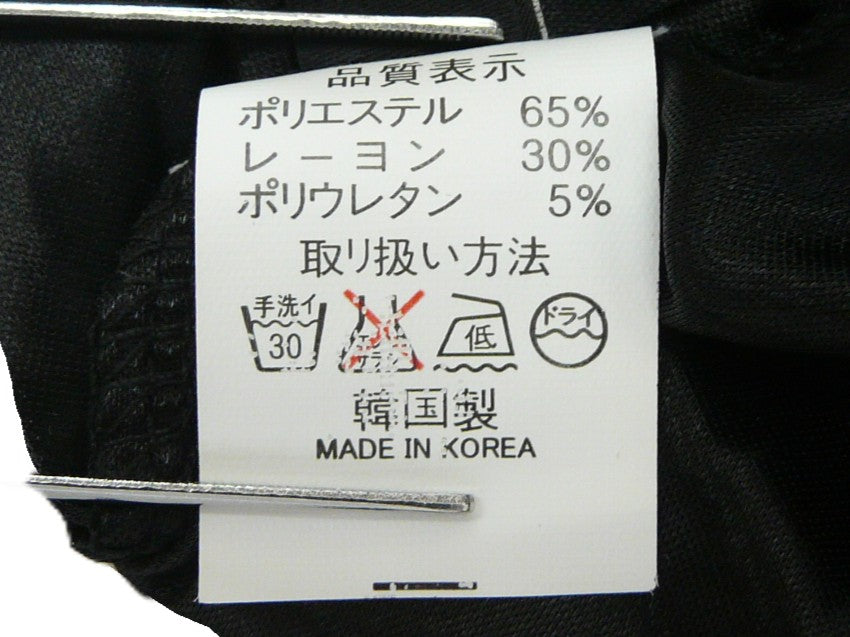 品質表示
ポリエステル 65%
レーヨン 30%
ポリウレタン 5%
取り扱い方法
手洗イ
30
低
ドライ
韓国製
MADE IN KOREA